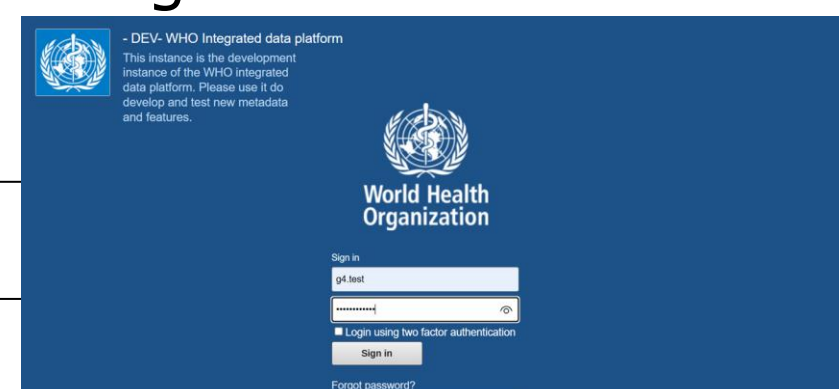 - DEV- WHO Integrated data platform
This instance is the development
instance of the WHO integrated
data platform. Please use it do
develop and test new metadata
and features.
World Health
Organization
Sign in
g4.test
••••••••••••
Login using two factor authentication
Sign in
Forgot password?